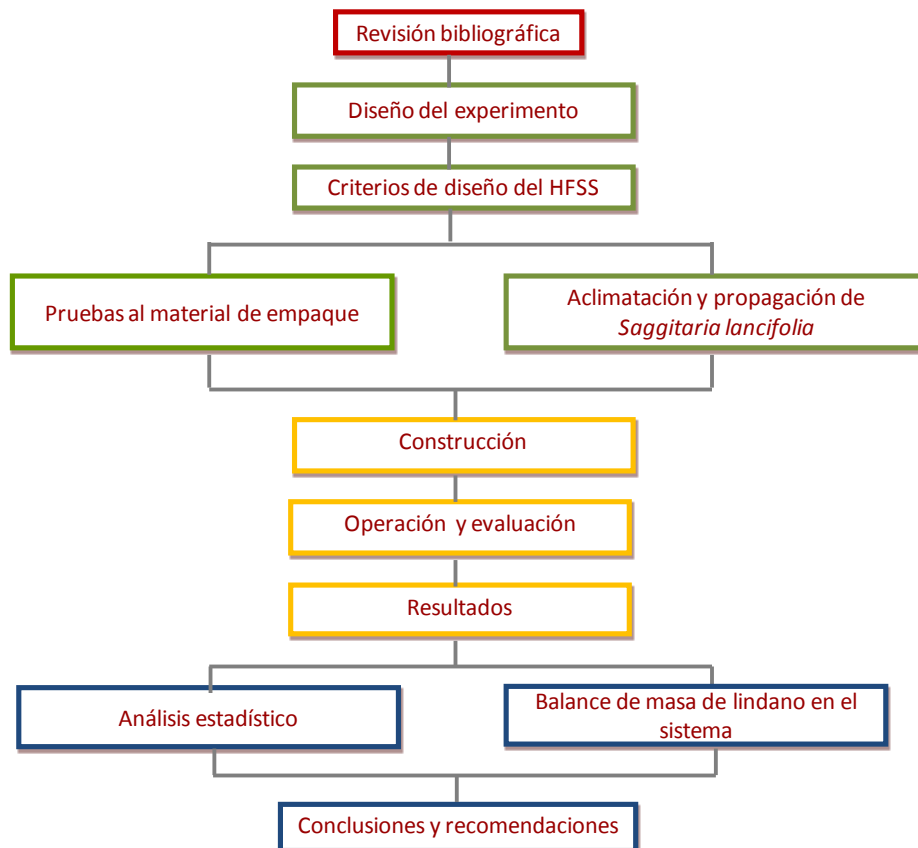 Revisión bibliográfica
Diseño del experimento
Criterios de diseño del HFSS
Pruebas al material de empaque
Aclimatación y propagación de
Saggitaria lancifolia
Construcción
Operación y evaluación
Resultados
Análisis estadístico
Balance de masa de lindano en el
sistema
Conclusiones y recomendaciones